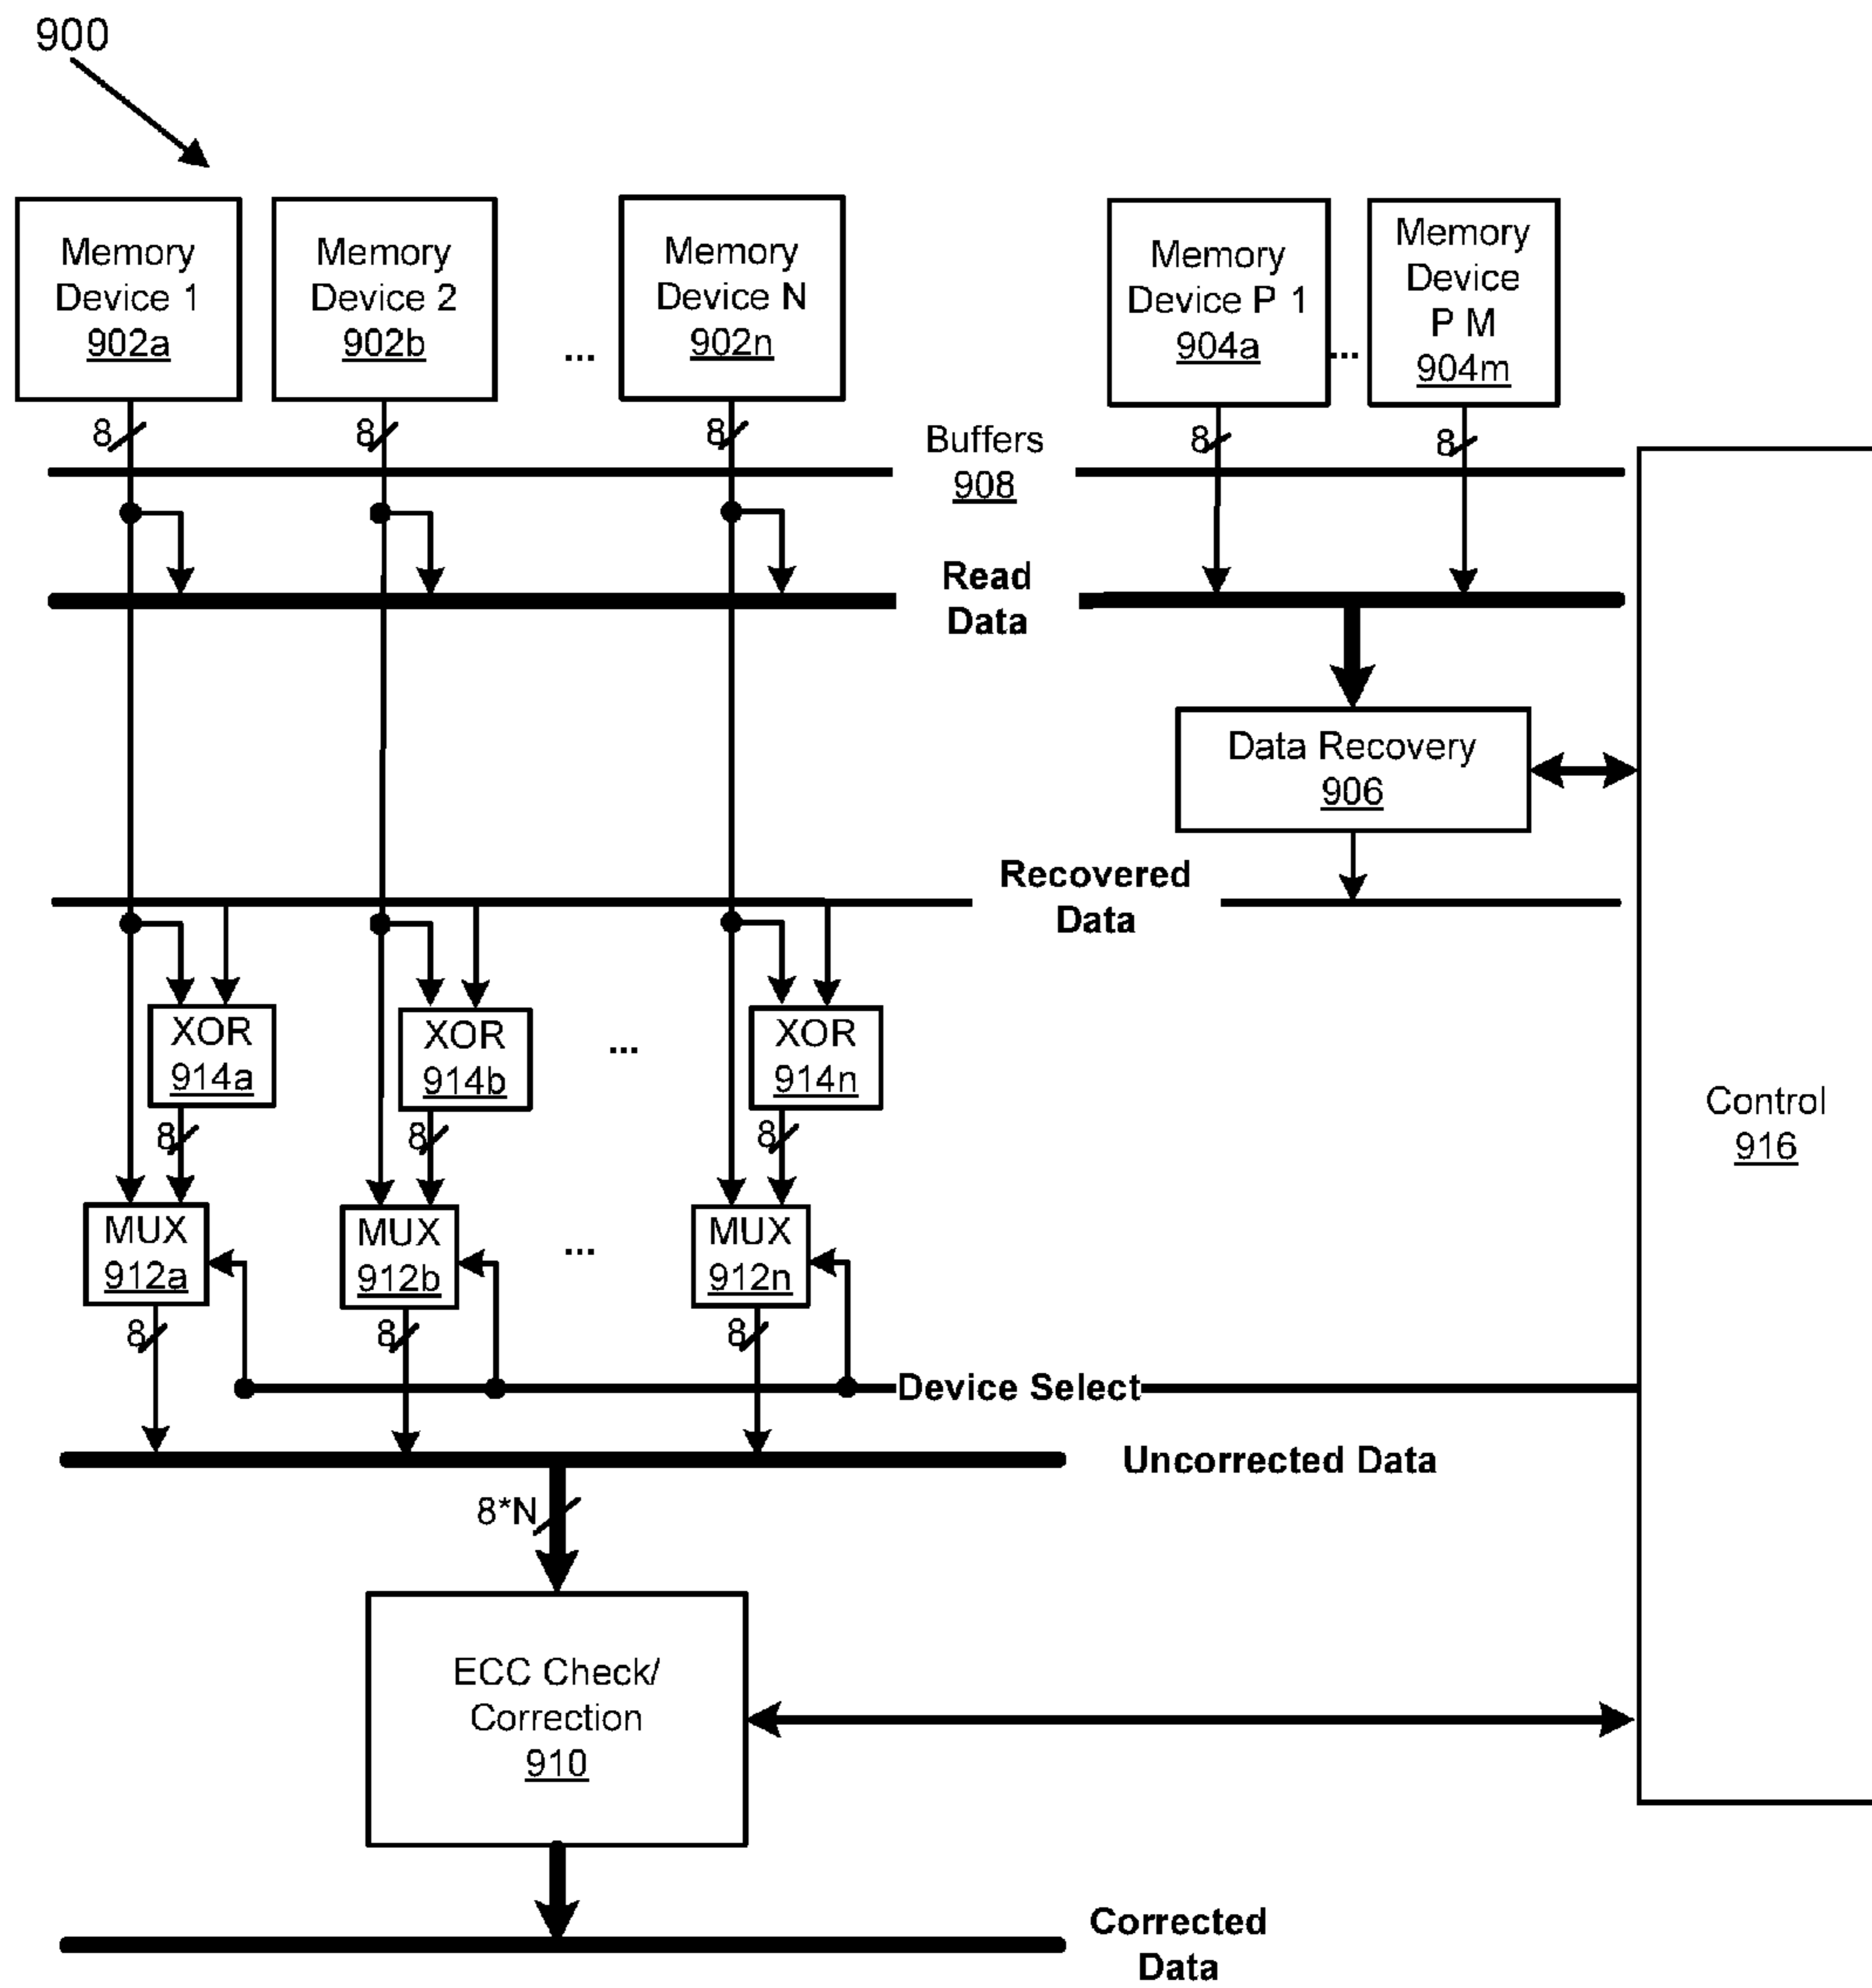 900
Memory
Device 1
902a
Memory
Device 2
902b
...
Memory
Device N
902n
Memory
Device P 1
904a
...
Memory
Device
P M
904m
8
8
8
8
8
Buffers
908
Read
Data
Data Recovery
906
Recovered
Data
XOR
914a
XOR
914b
...
XOR
914n
Control
916
8
8
8
MUX
912a
MUX
912b
...
MUX
912n
8
8
8
Device Select
Uncorrected Data
8*N
ECC Check/
Correction
910
Corrected
Data